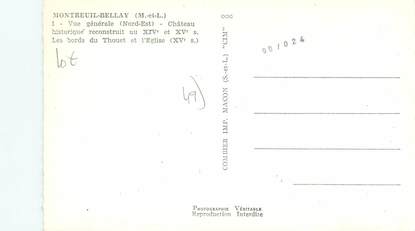 MONTREUIL-BELLAY (M.-et-L.)
1 - Vue générale (Nord-Est) - Château
historique reconstruit au XIVe et XVe s.
Les bords du Thouet et l'Eglise (XVe s.)
lot
49)
000
00/024
COMBIER IMP. MACON (S.-et-L.) "CIM"
Photographie Véritable
Reproduction Interdite